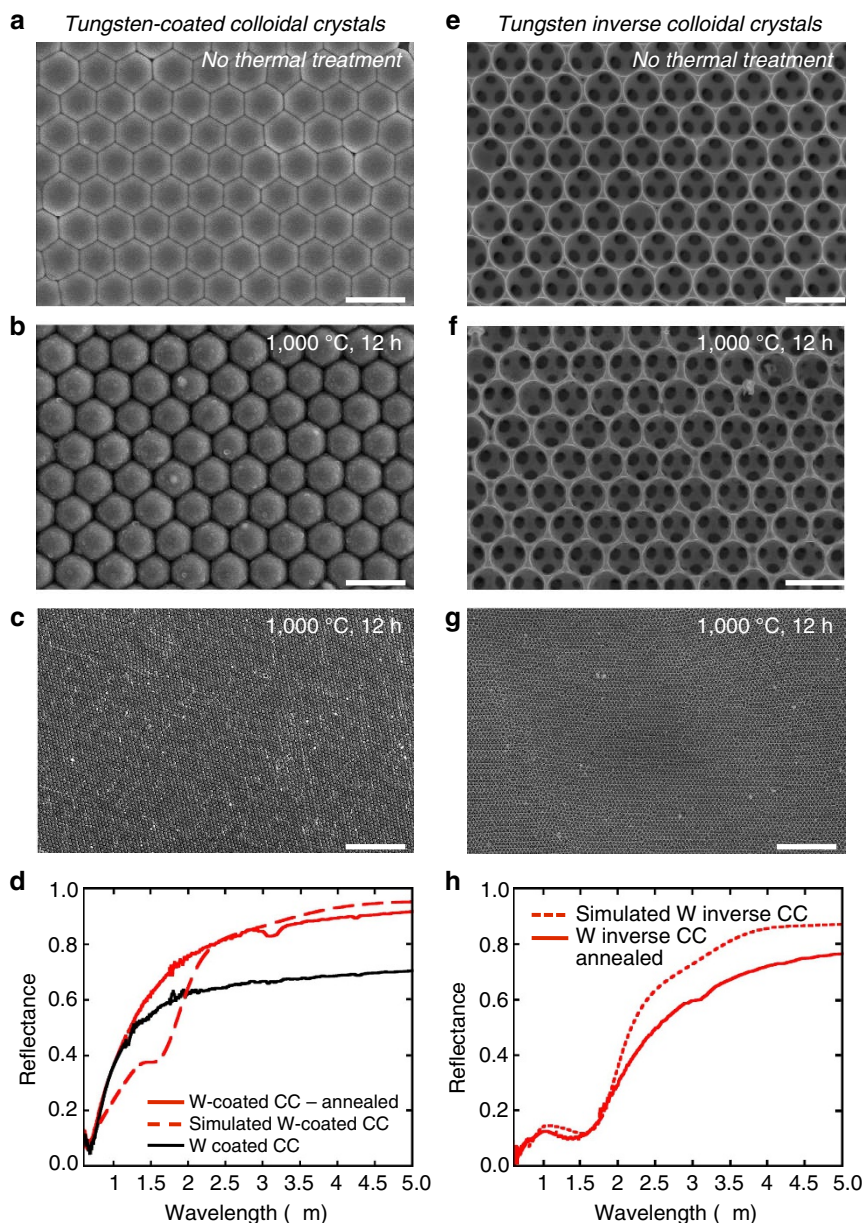 a
Tungsten-coated colloidal crystals
No thermal treatment
b
1,000 °C, 12 h
c
1,000 °C, 12 h
d
1.0
0.8
0.6
0.4
0.2
0.0
Reflectance
W-coated CC – annealed
Simulated W-coated CC
W coated CC
1 1.5 2 2.5 3 3.5 4 4.5 5.0
Wavelength ( m)
e
Tungsten inverse colloidal crystals
No thermal treatment
f
1,000 °C, 12 h
g
1,000 °C, 12 h
h
1.0
0.8
0.6
0.4
0.2
0.0
Reflectance
Simulated W inverse CC
W inverse CC
annealed
1 1.5 2 2.5 3 3.5 4 4.5 5.0
Wavelength ( m)